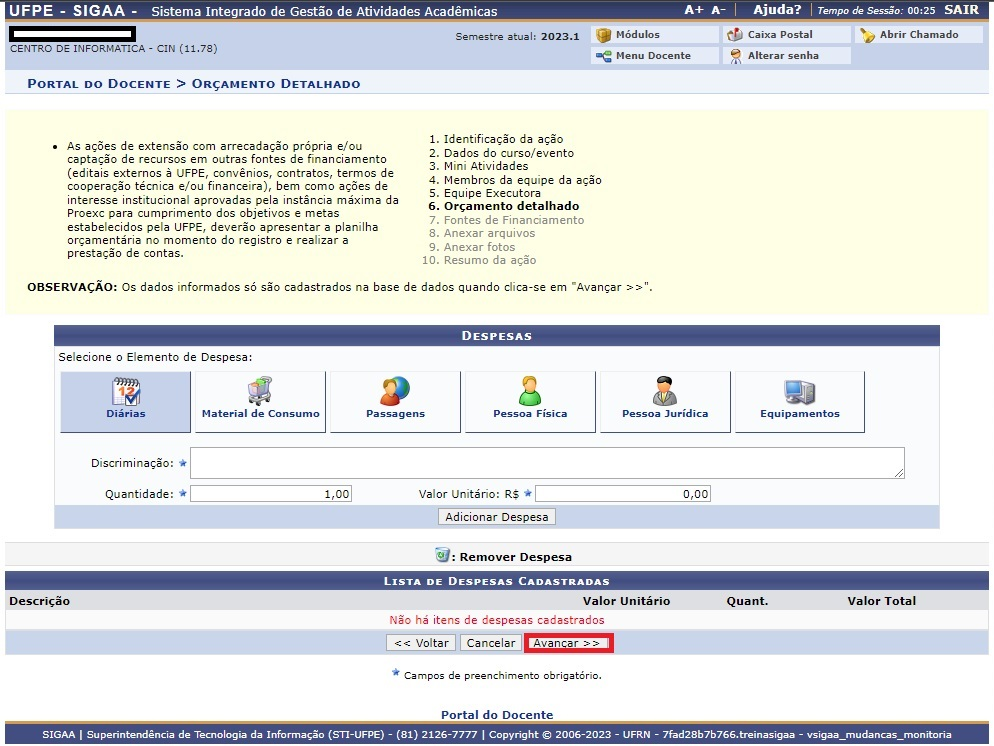 UFPE - SIGAA - Sistema Integrado de Gestão de Atividades Acadêmicas A+ A- Ajuda? Tempo de Sessão: 00:25 SAIR
CENTRO DE INFORMATICA - CIN (11.78)
Semestre atual: 2023.1
Módulos
Caixa Postal
Abrir Chamado
Menu Docente
Alterar senha
Portal do Docente > Orçamento Detalhado
• As ações de extensão com arrecadação própria e/ou
captação de recursos em outras fontes de financiamento
(editais externos à UFPE, convênios, contratos, termos de
cooperação técnica e/ou financeira), bem como ações de
interesse institucional aprovadas pela instância máxima da
Proexc para cumprimento dos objetivos e metas
estabelecidos pela UFPE, deverão apresentar a planilha
orçamentária no momento do registro e realizar a
prestação de contas.
1. Identificação da ação
2. Dados do curso/evento
3. Mini Atividades
4. Membros da equipe da ação
5. Equipe Executora
6. Orçamento detalhado
7. Fontes de Financiamento
8. Anexar arquivos
9. Anexar fotos
10. Resumo da ação
OBSERVAÇÃO: Os dados informados só são cadastrados na base de dados quando clica-se em "Avançar >>".
Despesas
Selecione o Elemento de Despesa:
Diárias
Material de Consumo
Passagens
Pessoa Física
Pessoa Jurídica
Equipamentos
Discriminação:
Quantidade: 1,00 Valor Unitário: R$ 0,00
Adicionar Despesa
: Remover Despesa
Lista de Despesas Cadastradas
Descrição Valor Unitário Quant. Valor Total
Não há itens de despesas cadastrados
<< Voltar Cancelar Avançar >>
Campos de preenchimento obrigatório.
Portal do Docente
SIGAA | Superintendência de Tecnologia da Informação (STI-UFPE) - (81) 2126-7777 | Copyright © 2006-2023 - UFRN - 7fad28b7b766.treinasigaa - vsigaa_mudancas_monitoria